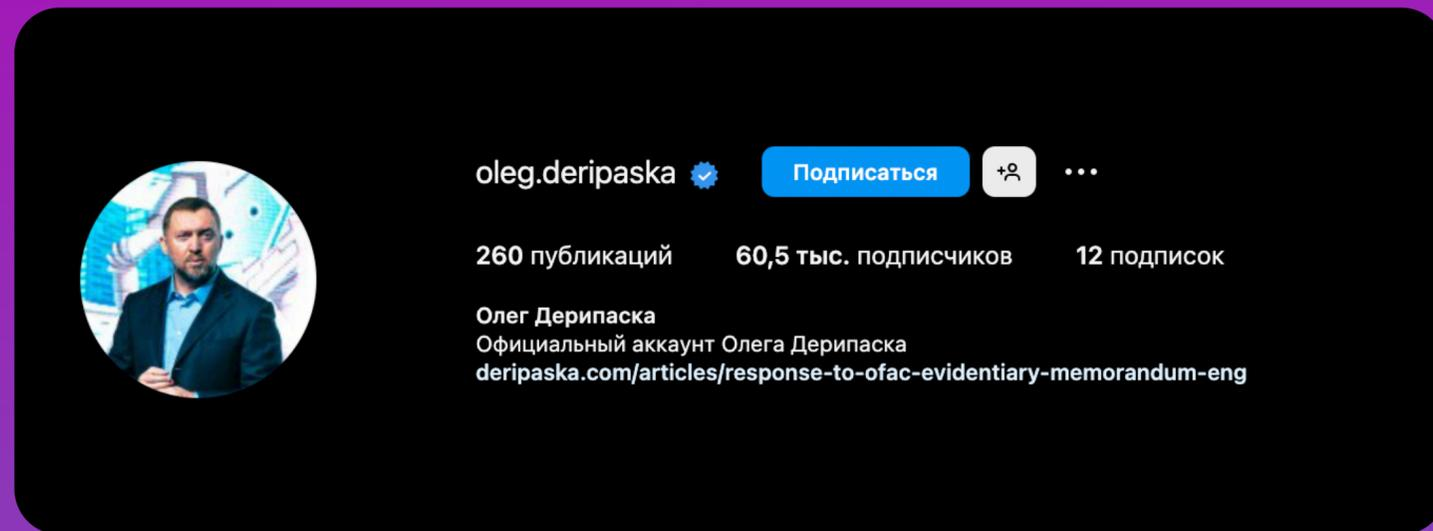 oleg.deripaska
Подписаться
260 публикаций 60,5 тыс. подписчиков 12 подписок
Олег Дерипаска
Официальный аккаунт Олега Дерипаска
deripaska.com/articles/response-to-ofac-evidentiary-memorandum-eng